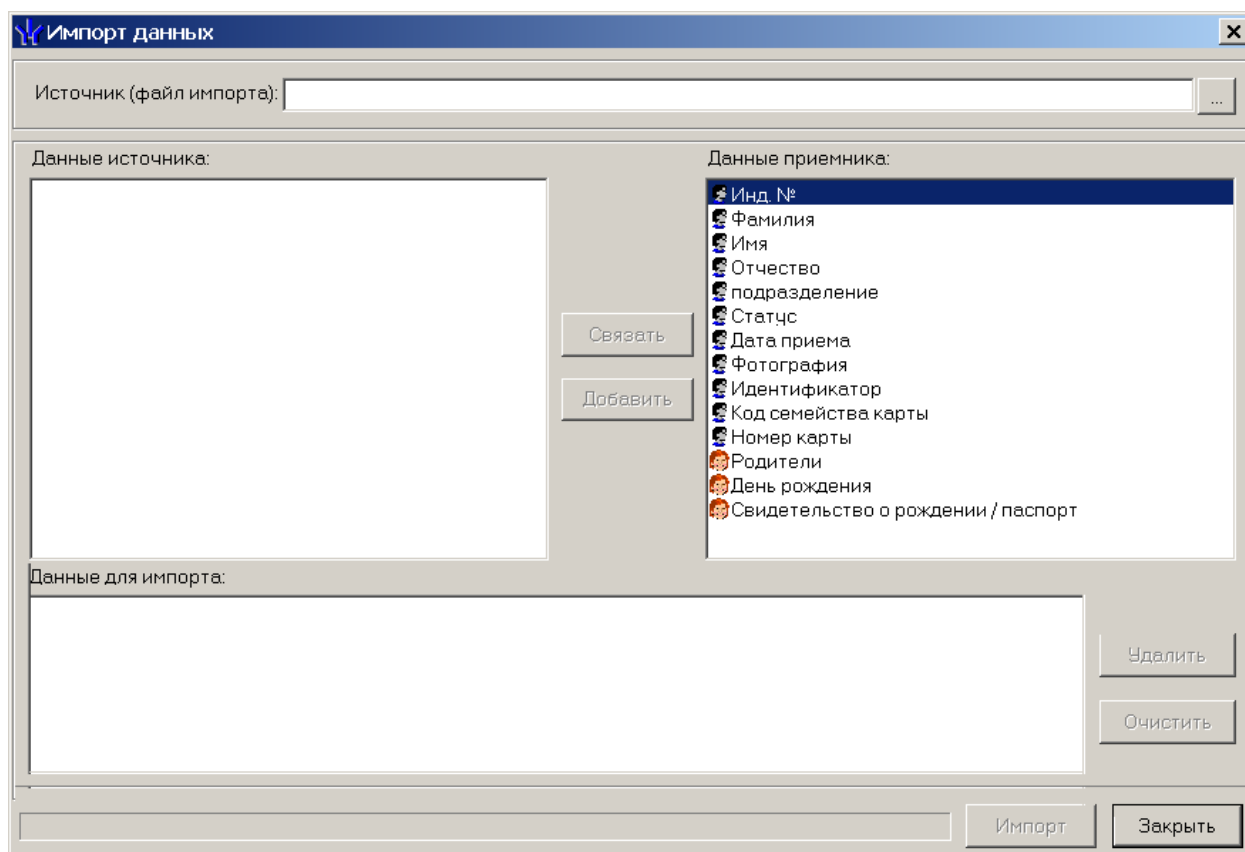 Импорт данных
Источник (файл импорта):
...
Данные источника:
Данные приемника:
Инд. №
Фамилия
Имя
Отчество
подразделение
Статус
Дата приема
Фотография
Идентификатор
Код семейства карты
Номер карты
Родители
День рождения
Свидетельство о рождении / паспорт
Связать
Добавить
Данные для импорта:
Удалить
Очистить
Импорт
Закрыть